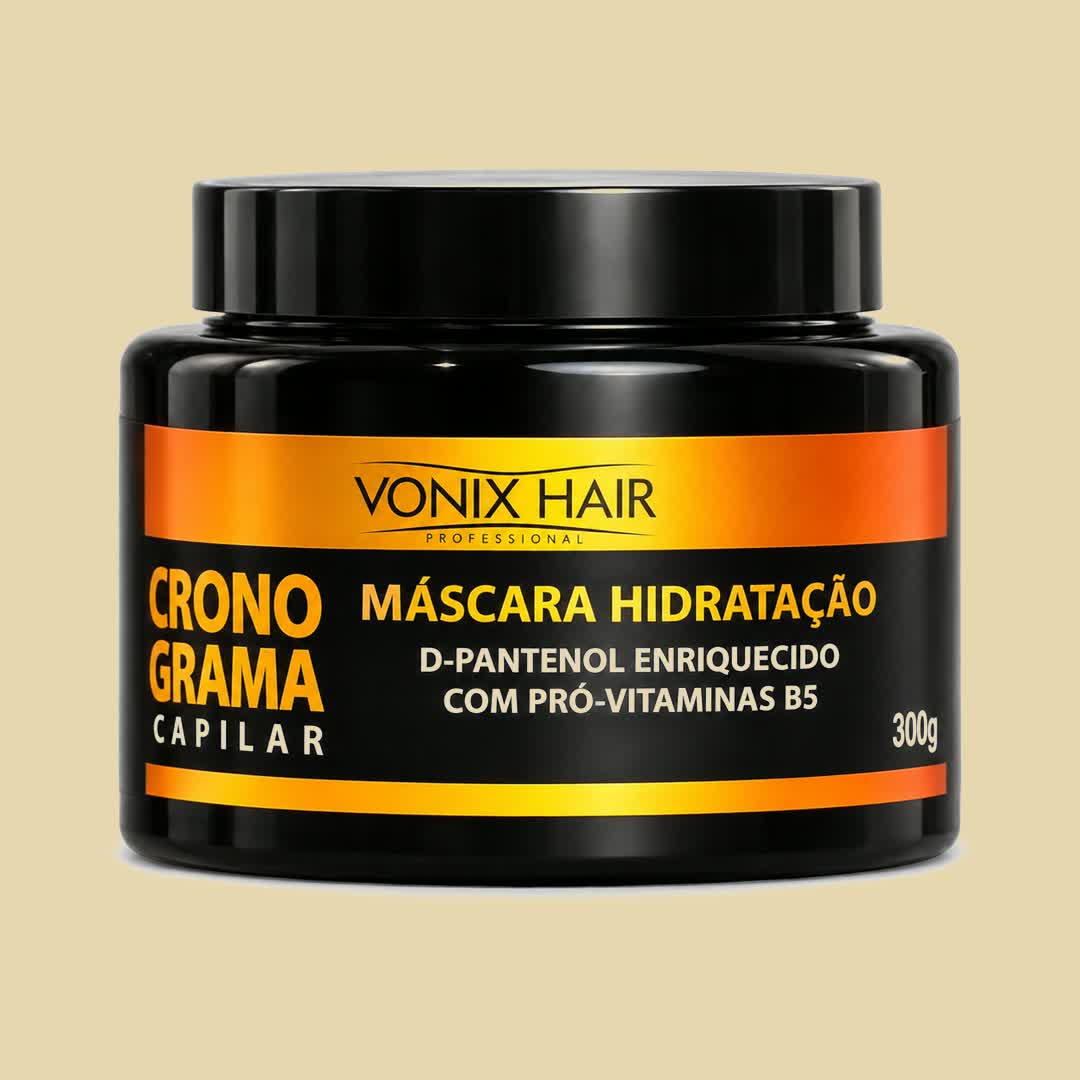 VONIX HAIR
PROFESSIONAL
CRONO
GRAMA
CAPILAR
MÁSCARA HIDRATAÇÃO
D-PANTENOL ENRIQUECIDO
COM PRÓ-VITAMINAS B5
300g